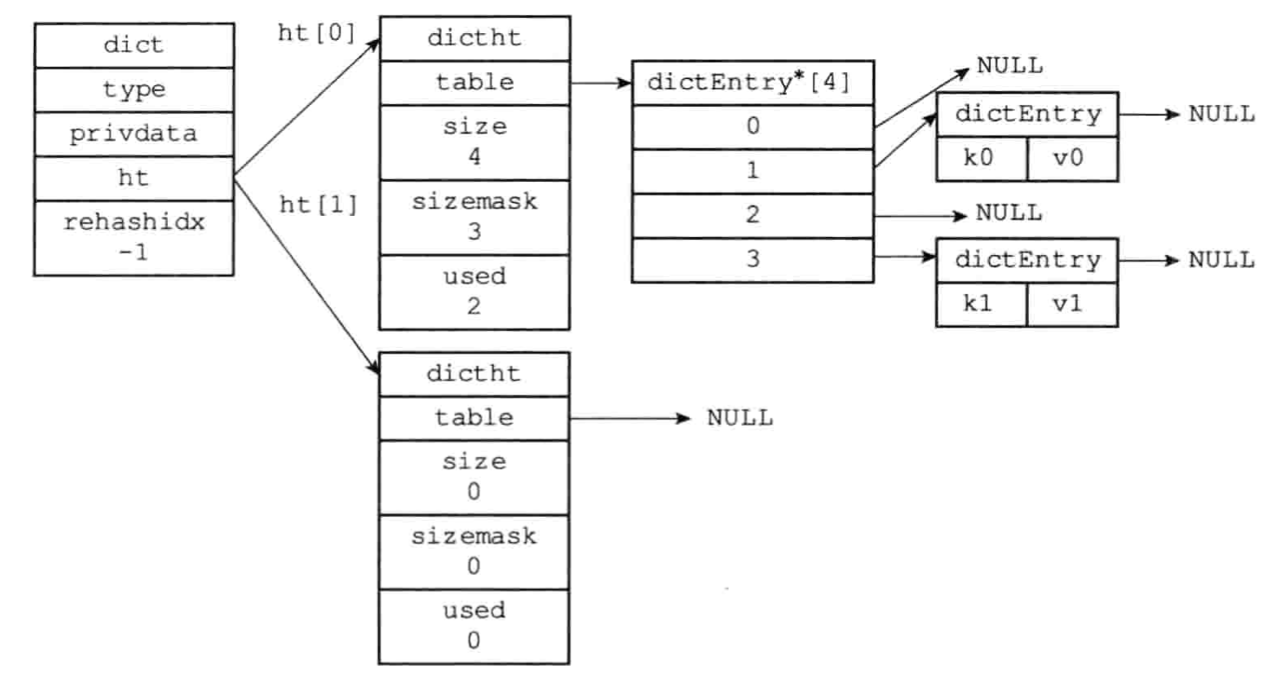 dict
type
privdata
ht
rehashidx
-1
ht[0]
ht[1]
dictht
table
size
4
sizemask
3
used
2
dictEntry*[4]
0
1
2
3
NULL
dictEntry
k0 v0
NULL
NULL
dictEntry
k1 v1
NULL
dictht
table
size
0
sizemask
0
used
0
NULL